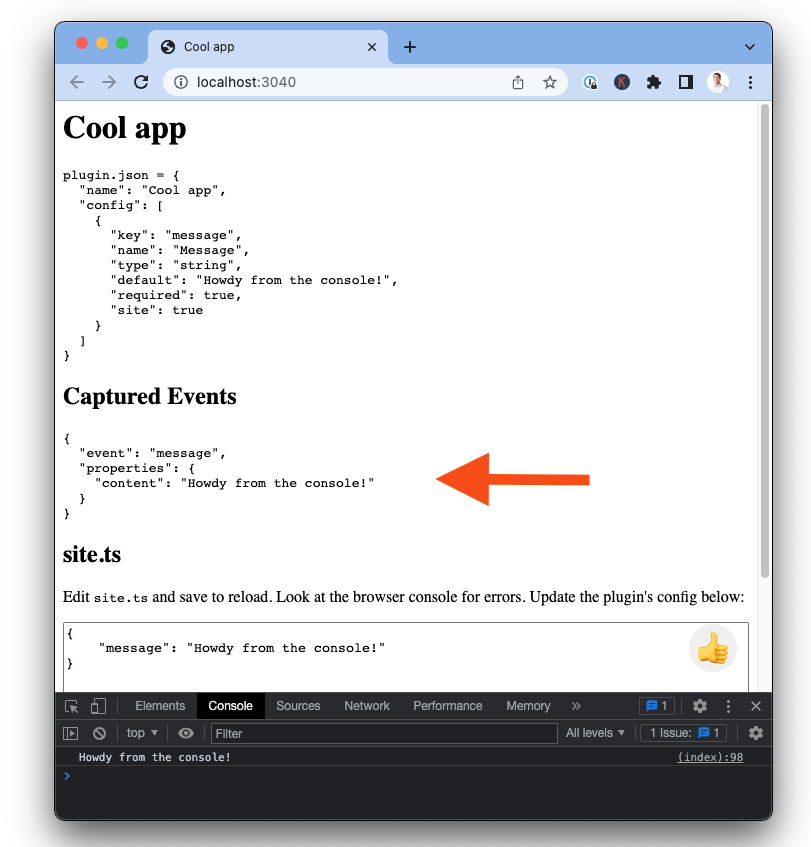 Cool app
localhost:3040
K
Cool app
plugin.json = {
  "name": "Cool app",
  "config": [
    {
      "key": "message",
      "name": "Message",
      "type": "string",
      "default": "Howdy from the console!",
      "required": true,
      "site": true
    }
  ]
}
Captured Events
{
  "event": "message",
  "properties": {
    "content": "Howdy from the console!"
  }
}
site.ts
Edit site.ts and save to reload. Look at the browser console for errors. Update the plugin's config below:
{
    "message": "Howdy from the console!"
}
Elements Console Sources Network Performance Memory » 1
top ▼ Filter All levels ▼ 1 Issue: 1
Howdy from the console! (index):98
>